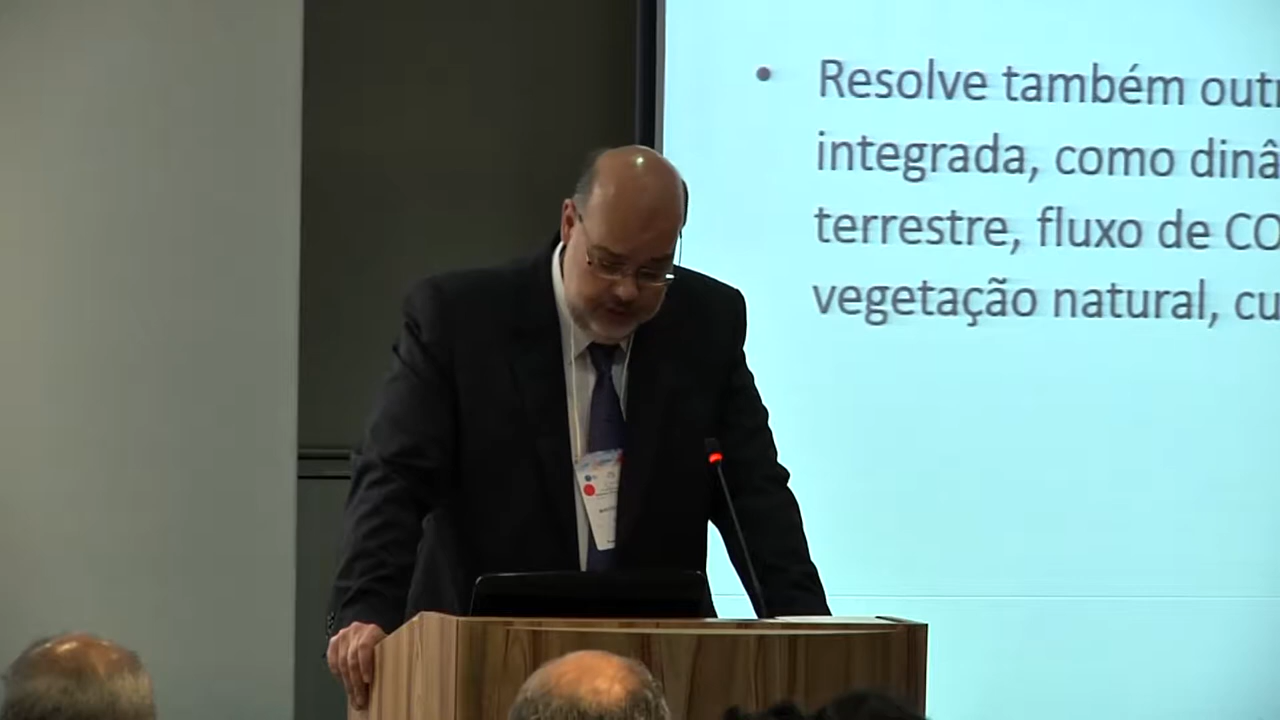 • Resolve também outr
integrada, como dinâ
terrestre, fluxo de CO
vegetação natural, cu